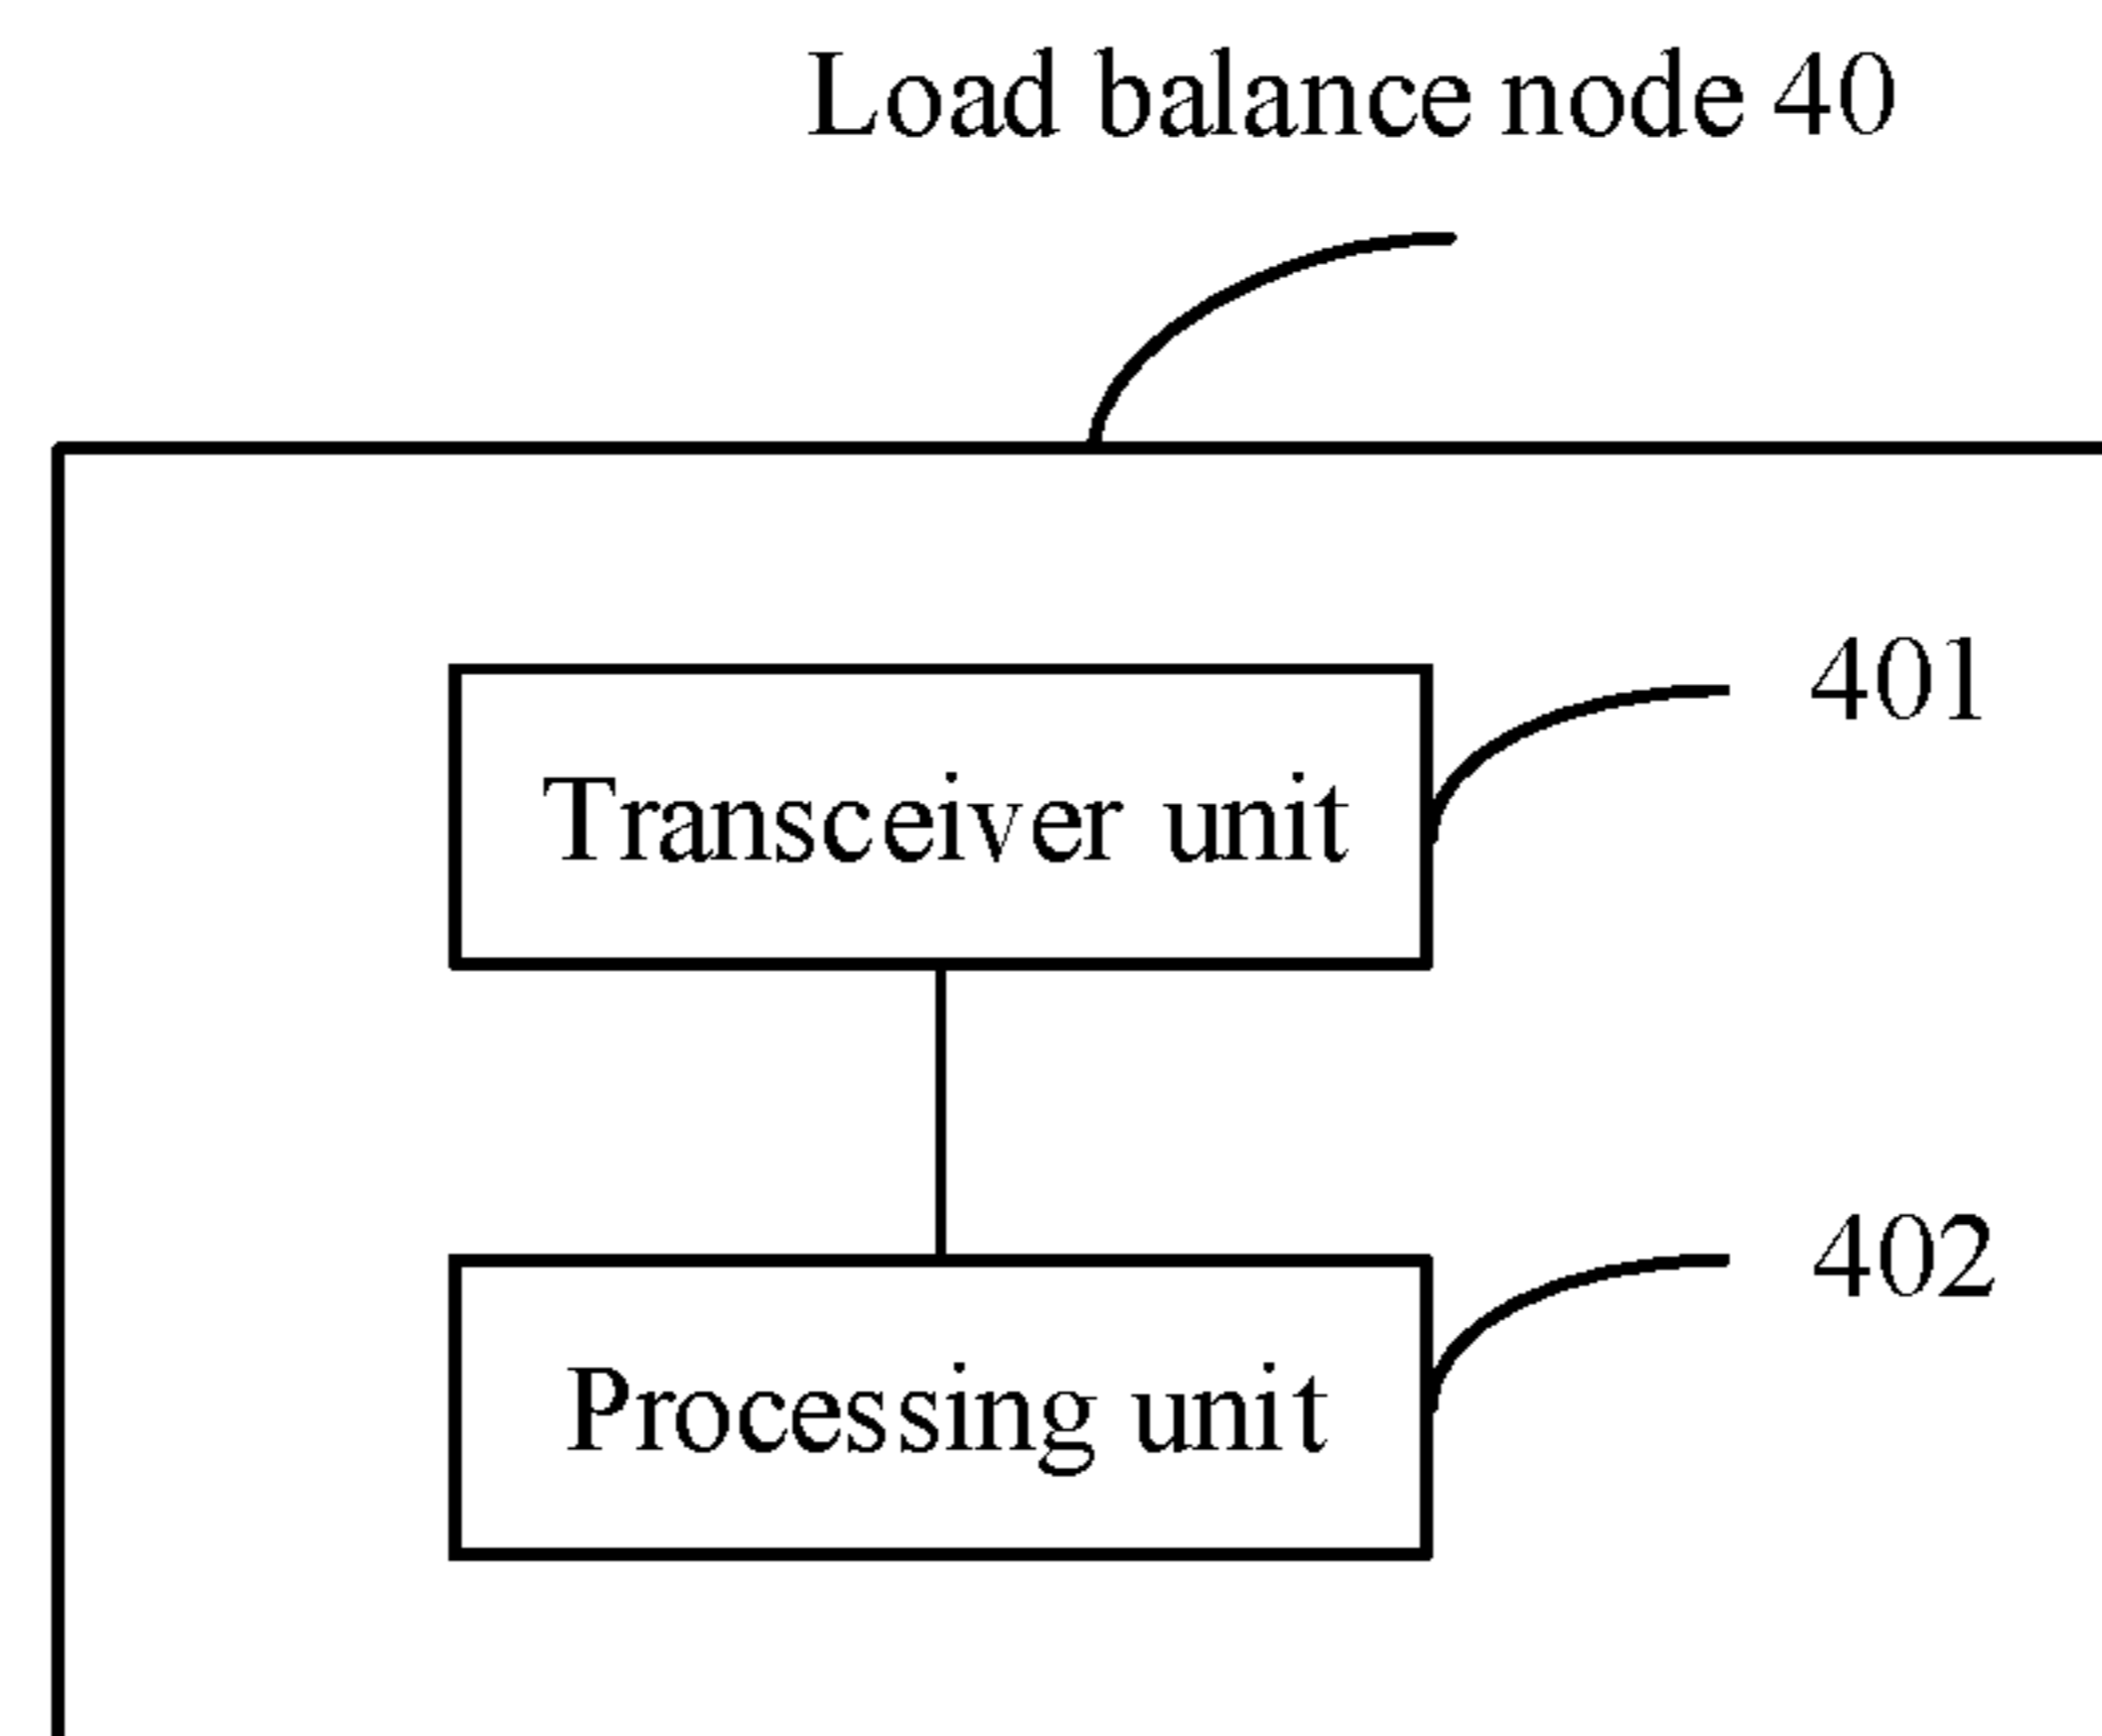 Load balance node 40
401
Transceiver unit
402
Processing unit